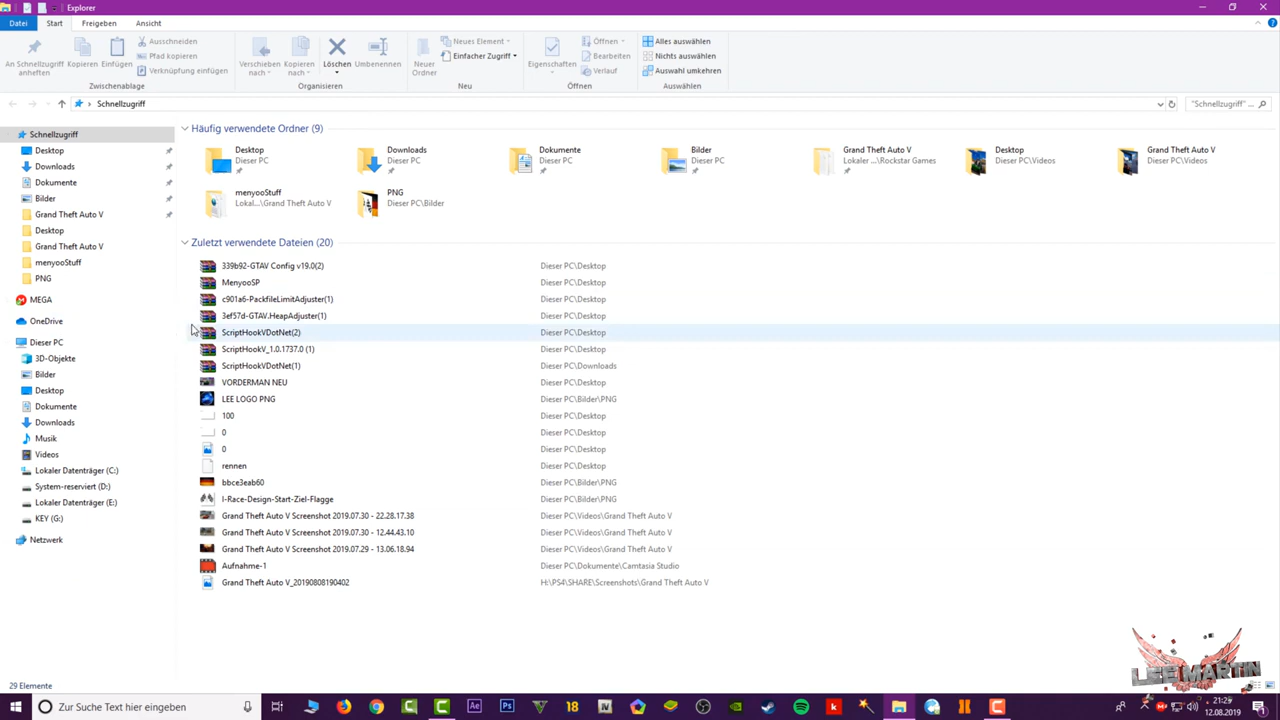 Explorer
Datei Start Freigeben Ansicht
An Schnellzugriff anheften
Kopieren
Einfügen
Ausschneiden
Pfad kopieren
Verknüpfung einfügen
Zwischenablage
Verschieben nach
Kopieren nach
Löschen
Umbenennen
Organisieren
Neuer Ordner
Neues Element
Einfacher Zugriff
Neu
Eigenschaften
Öffnen
Bearbeiten
Verlauf
Öffnen
Alles auswählen
Nichts auswählen
Auswahl umkehren
Auswählen
Schnellzugriff
"Schnellzugriff" ...
Schnellzugriff
Desktop
Downloads
Dokumente
Bilder
Grand Theft Auto V
Desktop
Grand Theft Auto V
menyooStuff
PNG
MEGA
OneDrive
Dieser PC
3D-Objekte
Bilder
Desktop
Dokumente
Downloads
Musik
Videos
Lokaler Datenträger (C:)
System-reserviert (D:)
Lokaler Datenträger (E:)
KEY (G:)
Netzwerk
Häufig verwendete Ordner (9)
Desktop
Dieser PC
Downloads
Dieser PC
Dokumente
Dieser PC
Bilder
Dieser PC
Grand Theft Auto V
Lokaler ...\Rockstar Games
Desktop
Dieser PC\Videos
Grand Theft Auto V
Dieser PC\Videos
menyooStuff
Lokal...\Grand Theft Auto V
PNG
Dieser PC\Bilder
Zuletzt verwendete Dateien (20)
339b92-GTAV Config v19.0(2) Dieser PC\Desktop
MenyooSP Dieser PC\Desktop
c901a6-PackfileLimitAdjuster(1) Dieser PC\Desktop
3ef57d-GTAV.HeapAdjuster(1) Dieser PC\Desktop
ScriptHookVDotNet(2) Dieser PC\Desktop
ScriptHookV_1.0.1737.0 (1) Dieser PC\Desktop
ScriptHookVDotNet(1) Dieser PC\Downloads
VORDERMAN NEU Dieser PC\Desktop
LEE LOGO PNG Dieser PC\Bilder\PNG
100 Dieser PC\Desktop
0 Dieser PC\Desktop
0 Dieser PC\Desktop
rennen Dieser PC\Desktop
bbce3eab60 Dieser PC\Bilder\PNG
I-Race-Design-Start-Ziel-Flagge Dieser PC\Bilder\PNG
Grand Theft Auto V Screenshot 2019.07.30 - 22.28.17.38 Dieser PC\Videos\Grand Theft Auto V
Grand Theft Auto V Screenshot 2019.07.30 - 12.44.43.10 Dieser PC\Videos\Grand Theft Auto V
Grand Theft Auto V Screenshot 2019.07.29 - 13.06.18.94 Dieser PC\Videos\Grand Theft Auto V
Aufnahme-1 Dieser PC\Dokumente\Camtasia Studio
Grand Theft Auto V_20190808190402 H:\PS4\SHARE\Screenshots\Grand Theft Auto V
LEE MARTIN
29 Elemente
Zur Suche Text hier eingeben
Ae
Ps
18
N
k
21:29
12.08.2019
1